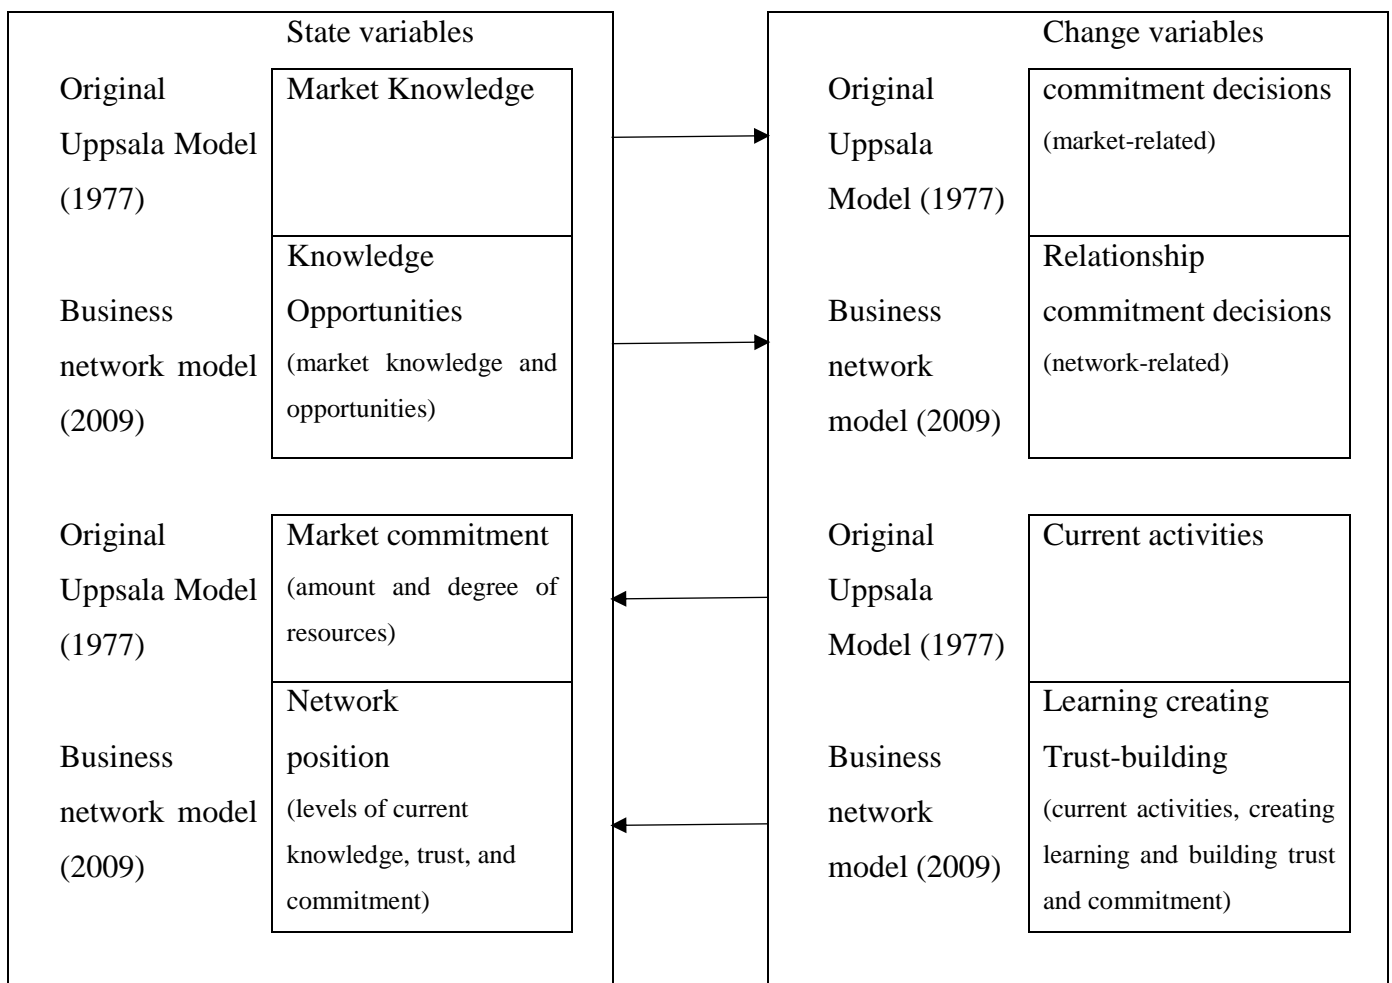 State variables
Original
Uppsala Model
(1977)
Market Knowledge
Business
network model
(2009)
Knowledge
Opportunities
(market knowledge and
opportunities)
Original
Uppsala Model
(1977)
Market commitment
(amount and degree of
resources)
Business
network model
(2009)
Network
position
(levels of current
knowledge, trust, and
commitment)
Change variables
Original
Uppsala
Model (1977)
commitment decisions
(market-related)
Business
network
model (2009)
Relationship
commitment decisions
(network-related)
Original
Uppsala
Model (1977)
Current activities
Business
network
model (2009)
Learning creating
Trust-building
(current activities, creating
learning and building trust
and commitment)